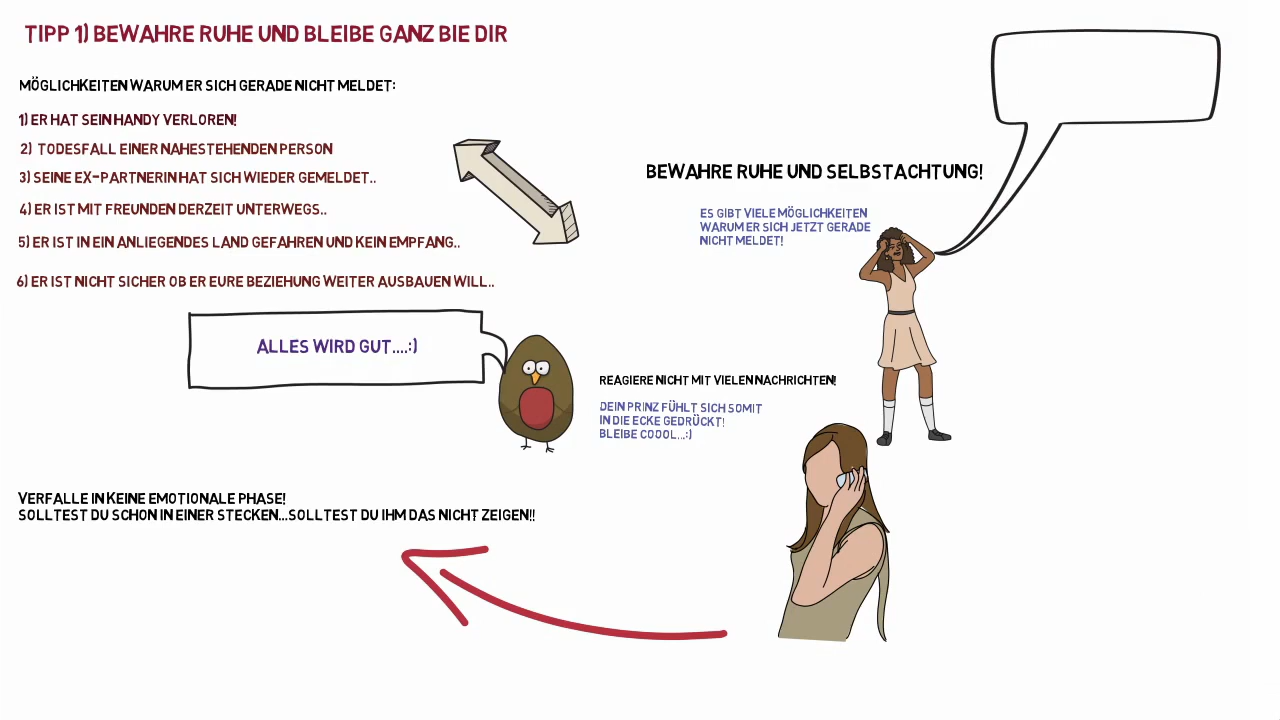 TIPP 1) BEWAHRE RUHE UND BLEIBE GANZ BIE DIR
MÖGLICHKEITEN WARUM ER SICH GERADE NICHT MELDET:
1) ER HAT SEIN HANDY VERLOREN!
2) TODESFALL EINER NAHESTEHENDEN PERSON
3) SEINE EX-PARTNERIN HAT SICH WIEDER GEMELDET..
4) ER IST MIT FREUNDEN DERZEIT UNTERWEGS..
5) ER IST IN EIN ANLIEGENDES LAND GEFAHREN UND KEIN EMPFANG..
6) ER IST NICHT SICHER OB ER EURE BEZIEHUNG WEITER AUSBAUEN WILL..
ALLES WIRD GUT....:)
BEWAHRE RUHE UND SELBSTACHTUNG!
ES GIBT VIELE MÖGLICHKEITEN
WARUM ER SICH JETZT GERADE
NICHT MELDET!
REAGIERE NICHT MIT VIELEN NACHRICHTEN!
DEIN PRINZ FÜHLT SICH SOMIT
IN DIE ECKE GEDRÜCKT!
BLEIBE COOOL...:)
VERFALLE IN KEINE EMOTIONALE PHASE!
SOLLTEST DU SCHON IN EINER STECKEN...SOLLTEST DU IHM DAS NICHT ZEIGEN!!